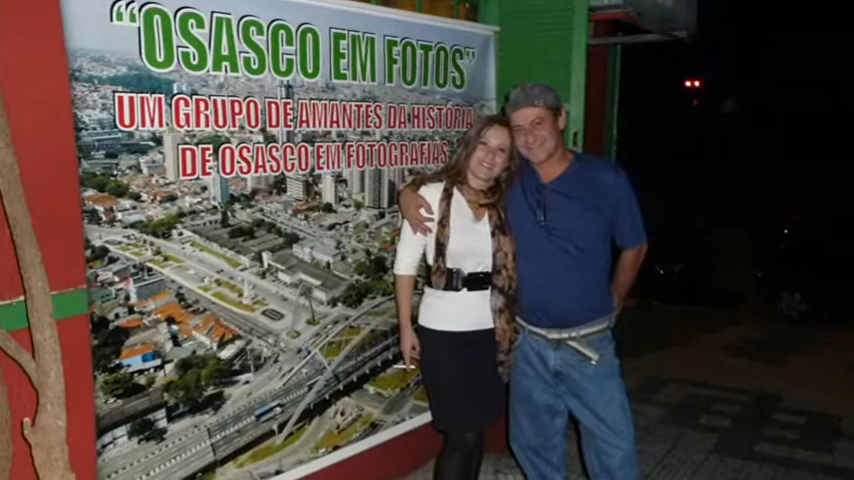 “OSASCO EM FOTOS”
UM GRUPO DE AMANTES DA HISTÓRIA
DE OSASCO EM FOTOGRAFIAS